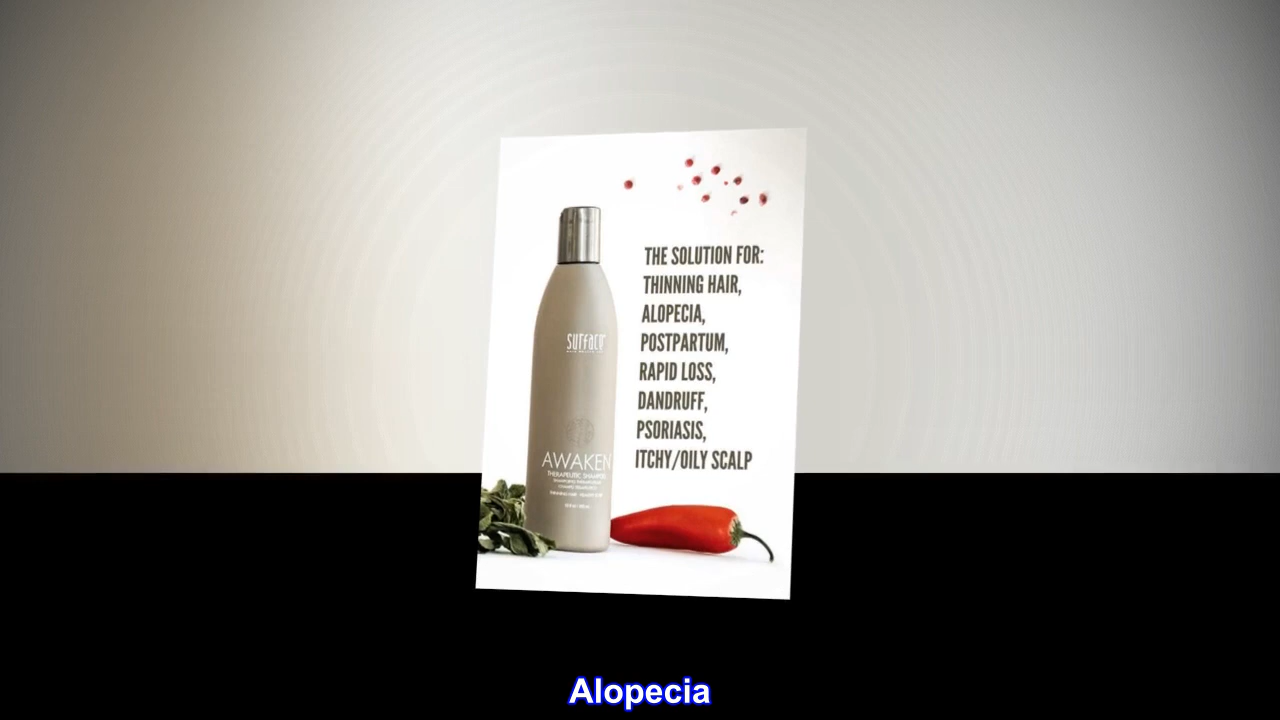 THE SOLUTION FOR:
THINNING HAIR,
ALOPECIA,
POSTPARTUM,
RAPID LOSS,
DANDRUFF,
PSORIASIS,
ITCHY/OILY SCALP
surface
AWAKEN
THERAPEUTIC SHAMPOO
Alopecia